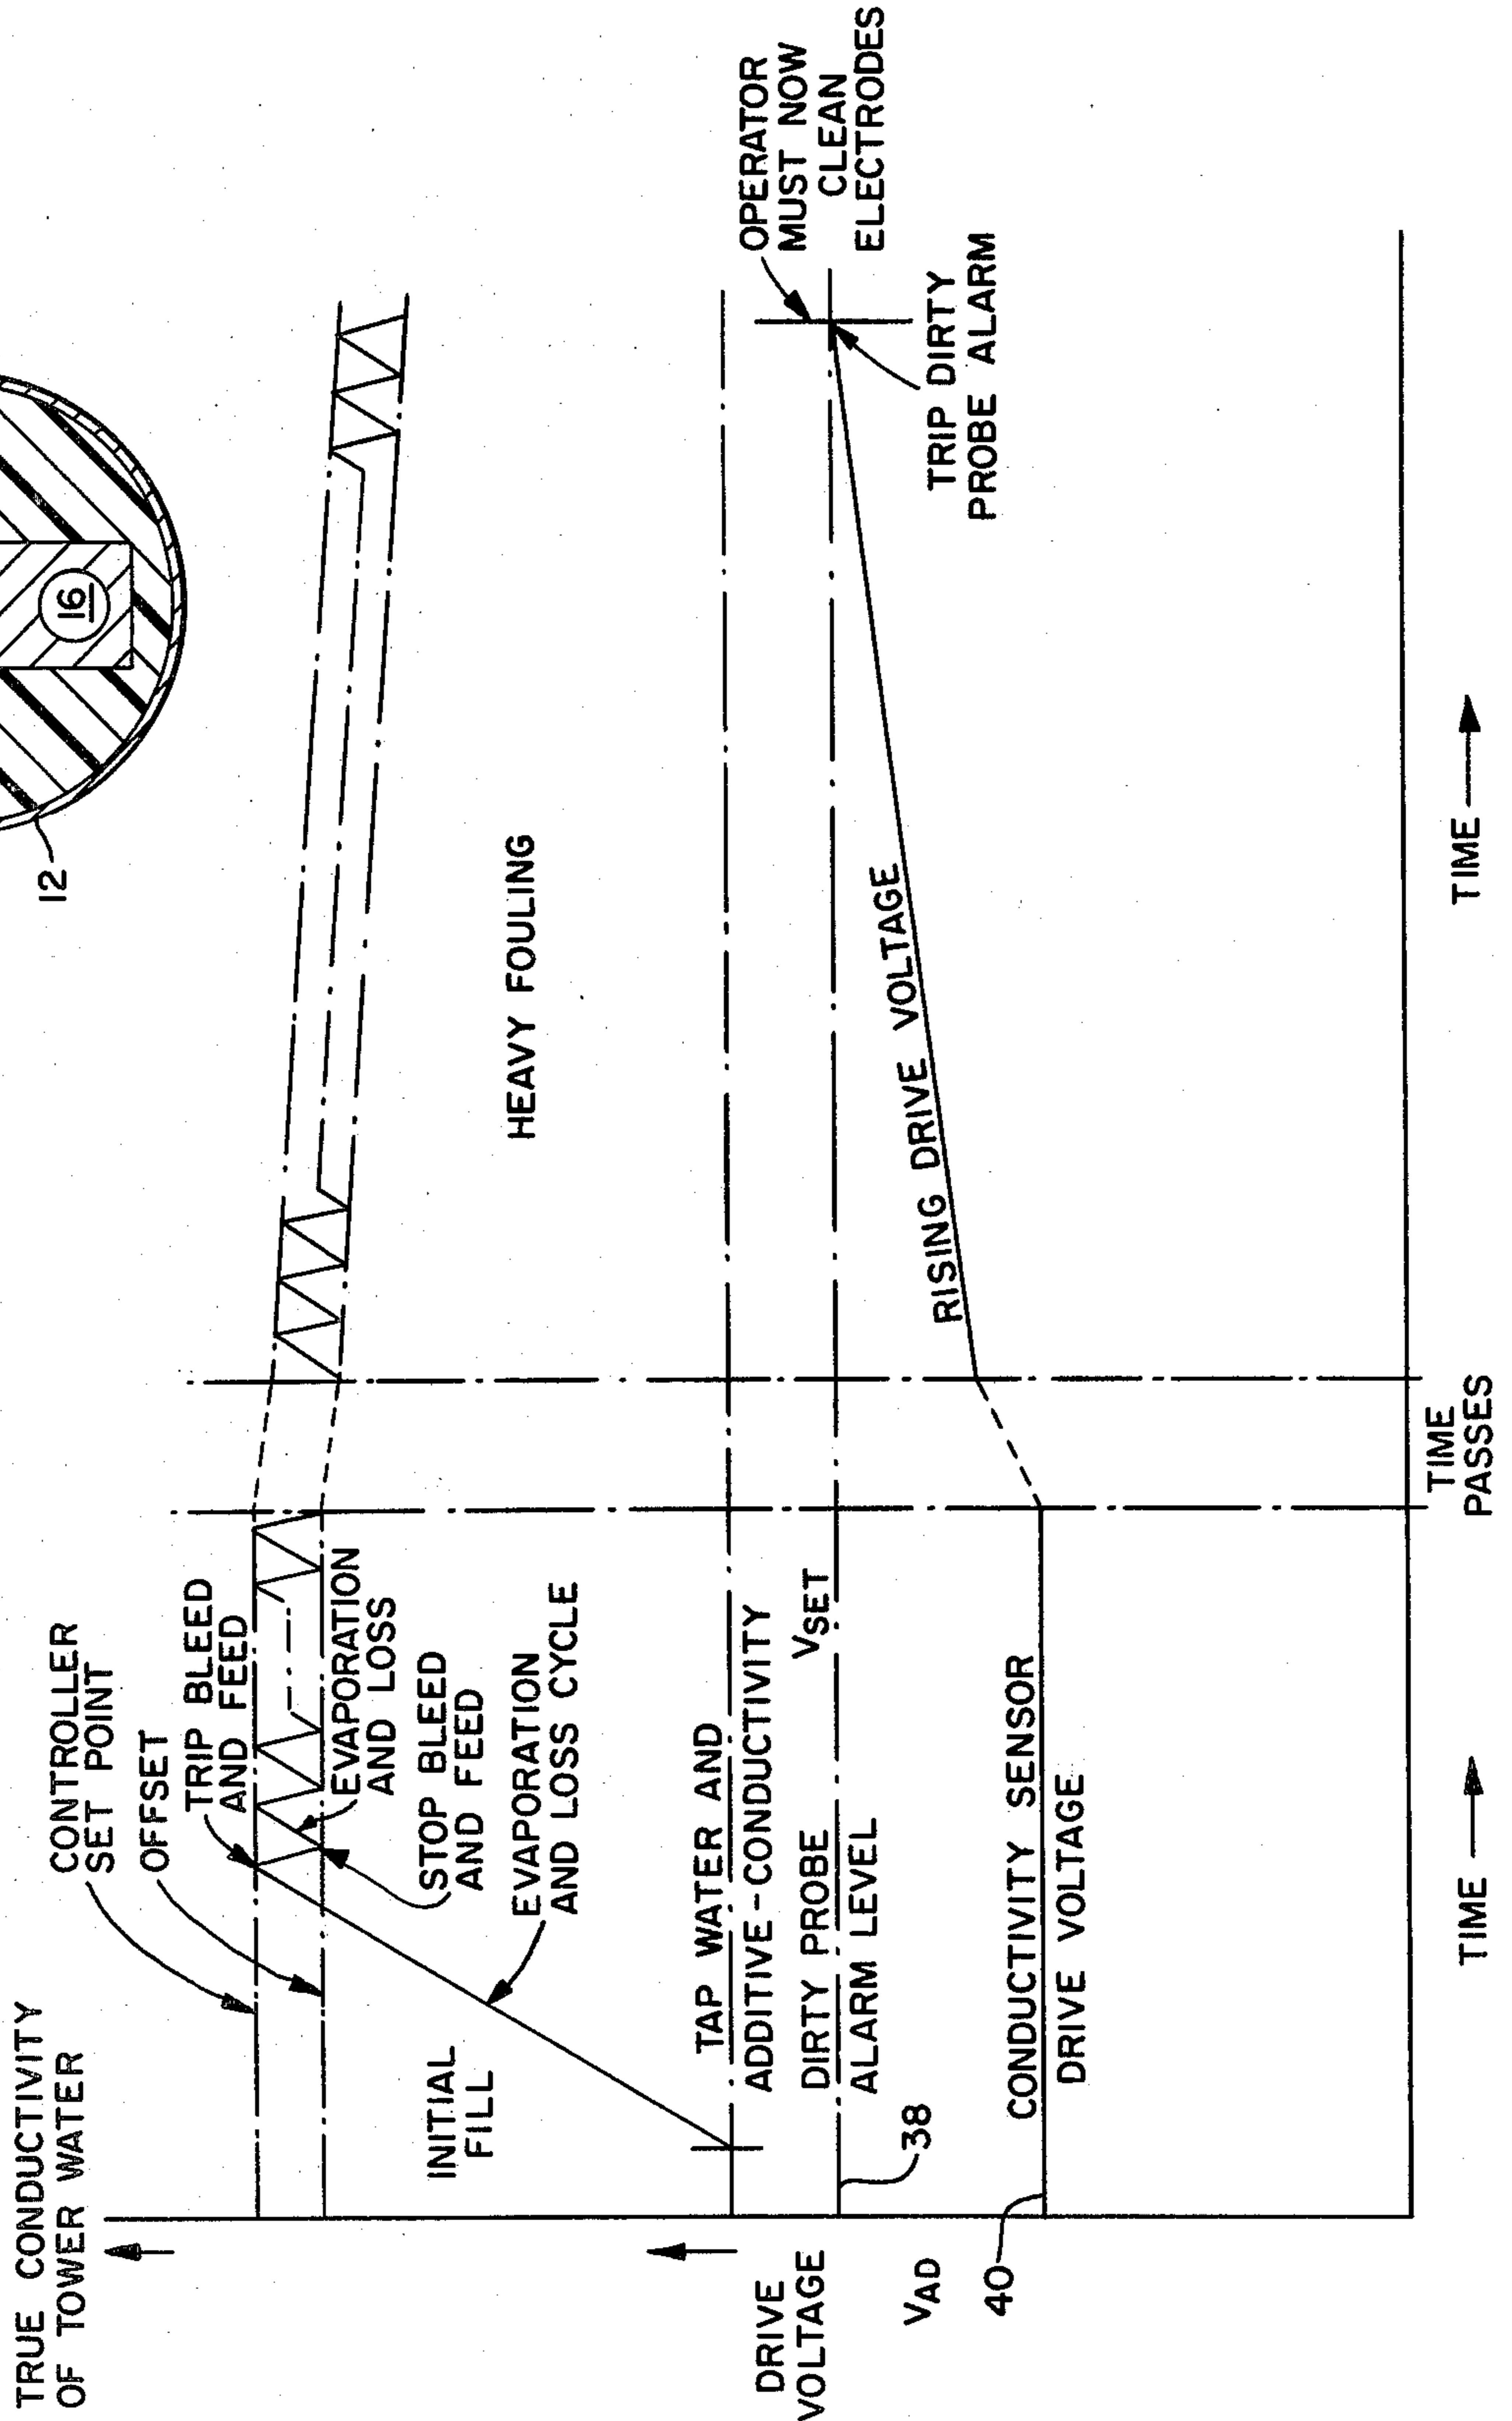 TRUE CONDUCTIVITY
OF TOWER WATER
CONTROLLER
SET POINT
OFFSET
TRIP BLEED
AND FEED
EVAPORATION
AND LOSS
STOP BLEED
AND FEED
EVAPORATION
AND LOSS CYCLE
INITIAL
FILL
12
16
HEAVY FOULING
TAP WATER AND
ADDITIVE-CONDUCTIVITY
DIRTY PROBE
ALARM LEVEL
VSET
38
DRIVE
VOLTAGE
VAD
40
CONDUCTIVITY SENSOR
DRIVE VOLTAGE
RISING DRIVE VOLTAGE
OPERATOR
MUST NOW
CLEAN
ELECTRODES
TRIP DIRTY
PROBE ALARM
TIME
TIME
PASSES
TIME